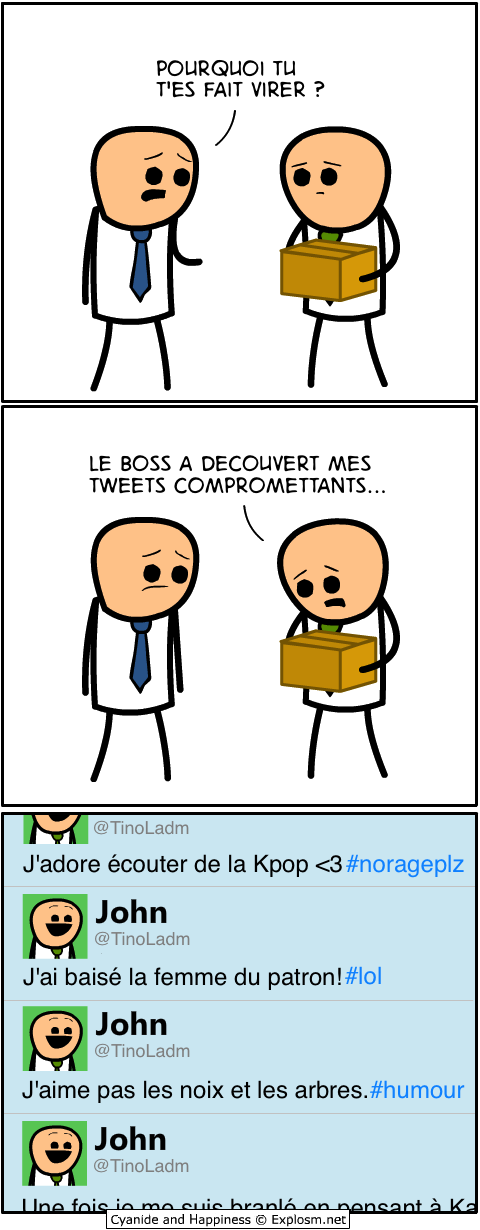 POURQUOI TU
T'ES FAIT VIRER ?
LE BOSS A DECOUVERT MES
TWEETS COMPROMETTANTS...
@TinoLadm
J'adore écouter de la Kpop <3 #norageplz
John
@TinoLadm
J'ai baisé la femme du patron! #lol
John
@TinoLadm
J'aime pas les noix et les arbres. #humour
John
@TinoLadm
Une fois je me suis branlé en pensant à Ka
Cyanide and Happiness © Explosm.net